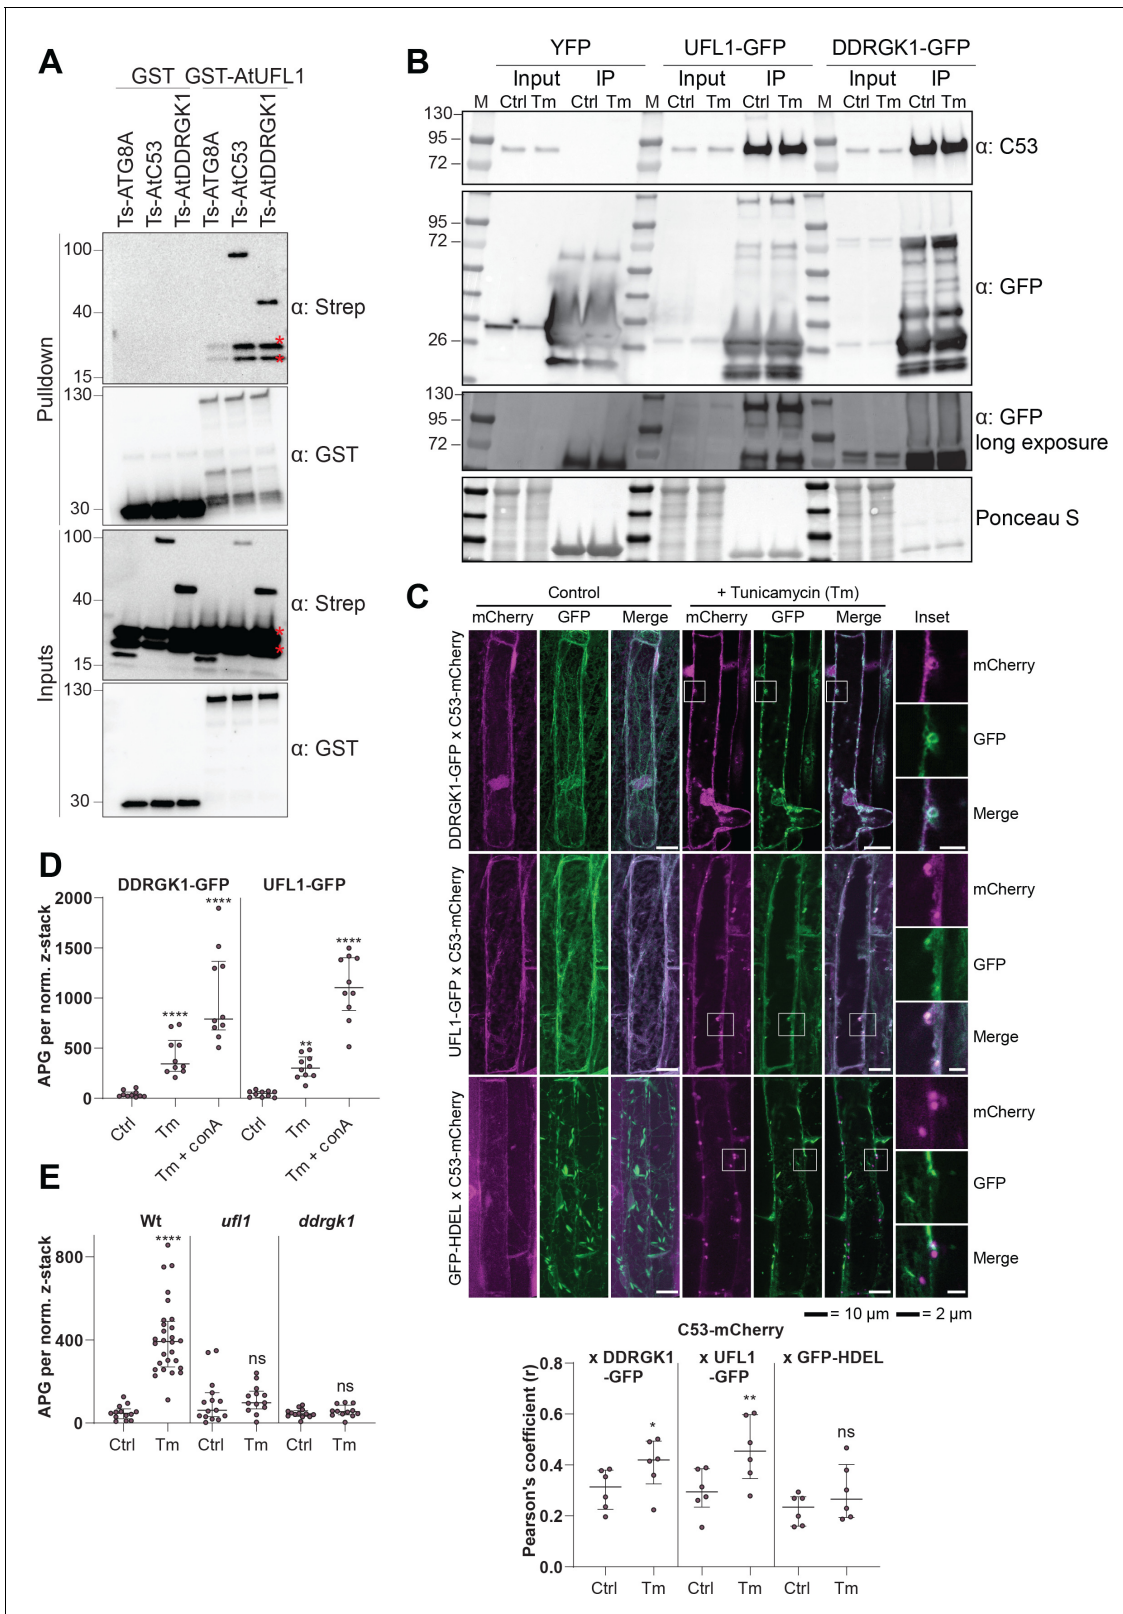 A
GST GST-AtUFL1
Ts-ATG8A
Ts-AtC53
Ts-AtDDRGK1
Ts-ATG8A
Ts-AtC53
Ts-AtDDRGK1
Pulldown
100
40
15
α: Strep
*
*
130
30
α: GST
Inputs
100
40
15
α: Strep
*
*
130
30
α: GST
B
YFP UFL1-GFP DDRGK1-GFP
Input IP Input IP Input IP
M Ctrl Tm Ctrl Tm M Ctrl Tm Ctrl Tm M Ctrl Tm Ctrl Tm
130
95
72
α: C53
95
72
26
α: GFP
130
95
72
α: GFP
long exposure
Ponceau S
C
Control + Tunicamycin (Tm)
mCherry GFP Merge mCherry GFP Merge Inset
DDRGK1-GFP x C53-mCherry
mCherry
GFP
Merge
UFL1-GFP x C53-mCherry
mCherry
GFP
Merge
GFP-HDEL x C53-mCherry
mCherry
GFP
Merge
= 10 µm = 2 µm
C53-mCherry
x DDRGK1
-GFP
x UFL1
-GFP
x GFP-HDEL
Pearson's coefficient (r)
0.8
0.6
0.4
0.2
0.0
* ** ns
Ctrl Tm Ctrl Tm Ctrl Tm
D
DDRGK1-GFP UFL1-GFP
APG per norm. z-stack
2000
1500
1000
500
0
**** **** ** ****
Ctrl Tm Tm + conA Ctrl Tm Tm + conA
E
Wt ufl1 ddrgk1
APG per norm. z-stack
800
400
0
**** ns ns
Ctrl Tm Ctrl Tm Ctrl Tm